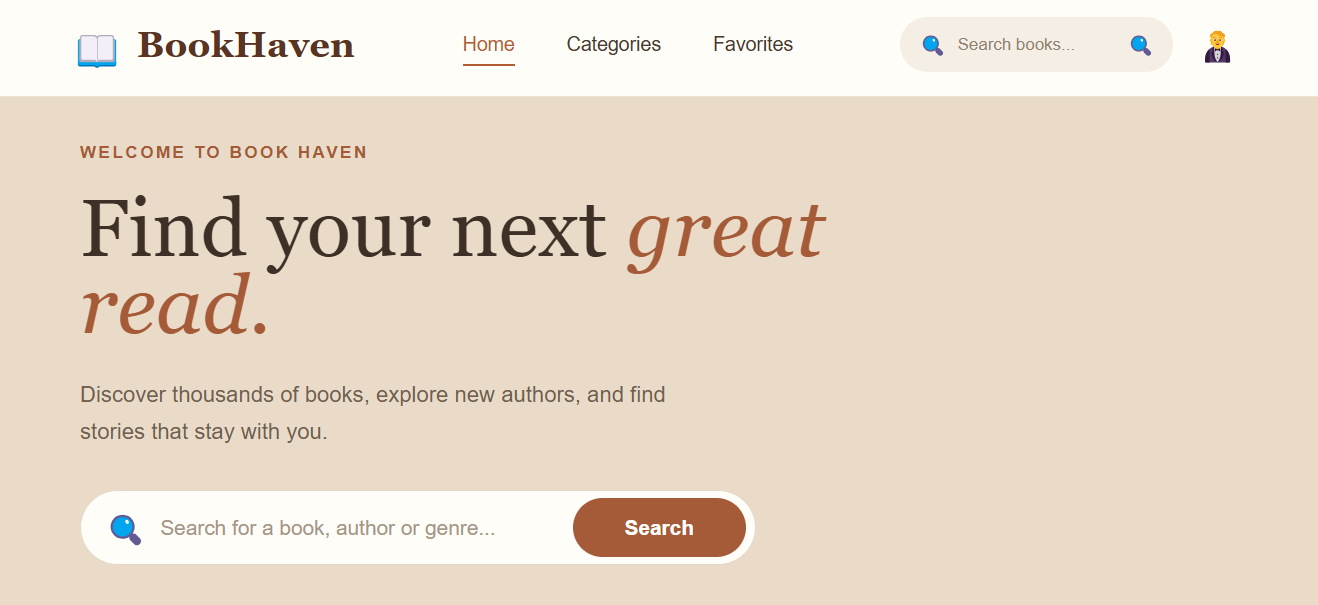 BookHaven
Home Categories Favorites
Search books...
WELCOME TO BOOK HAVEN
Find your next great
read.
Discover thousands of books, explore new authors, and find
stories that stay with you.
Search for a book, author or genre...
Search